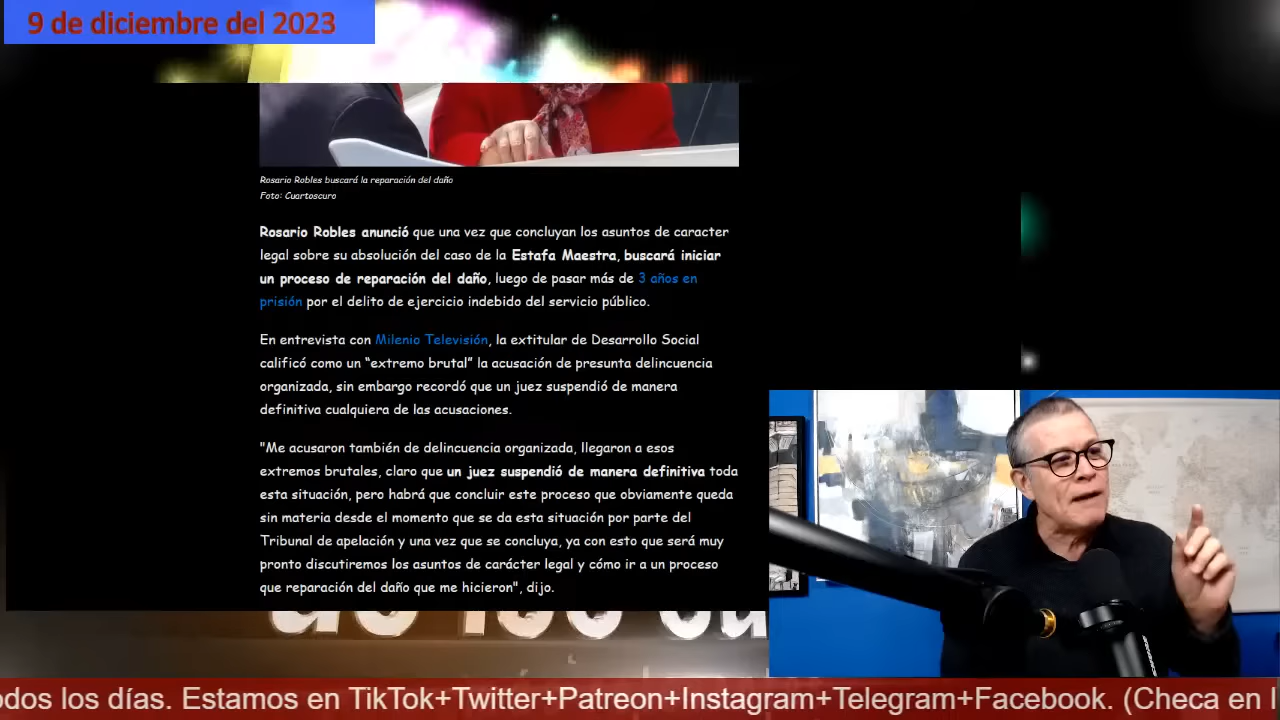 9 de diciembre del 2023
Rosario Robles buscará la reparación del daño
Foto: Cuartoscuro
Rosario Robles anunció que una vez que concluyan los asuntos de caracter
legal sobre su absolución del caso de la Estafa Maestra, buscará iniciar
un proceso de reparación del daño, luego de pasar más de 3 años en
prisión por el delito de ejercicio indebido del servicio público.
En entrevista con Milenio Televisión, la extitular de Desarrollo Social
calificó como un “extremo brutal” la acusación de presunta delincuencia
organizada, sin embargo recordó que un juez suspendió de manera
definitiva cualquiera de las acusaciones.
"Me acusaron también de delincuencia organizada, llegaron a esos
extremos brutales, claro que un juez suspendió de manera definitiva toda
esta situación, pero habrá que concluir este proceso que obviamente queda
sin materia desde el momento que se da esta situación por parte del
Tribunal de apelación y una vez que se concluya, ya con esto que será muy
pronto discutiremos los asuntos de carácter legal y cómo ir a un proceso
que reparación del daño que me hicieron", dijo.
odos los días. Estamos en TikTok+Twitter+Patreon+Instagram+Telegram+Facebook. (Checa en l